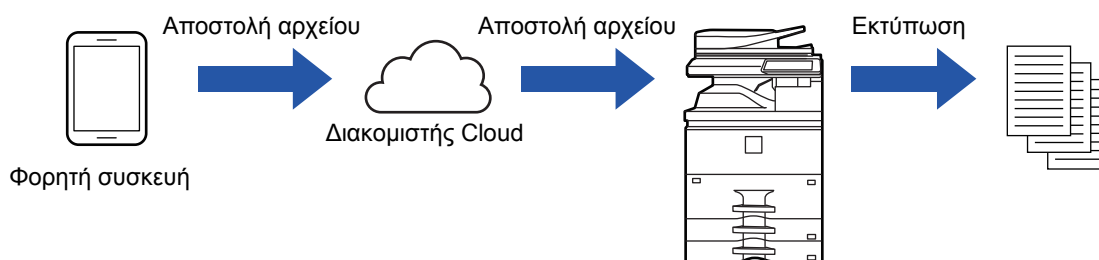 Αποστολή αρχείου
Αποστολή αρχείου
Εκτύπωση
Διακομιστής Cloud
Φορητή συσκευή